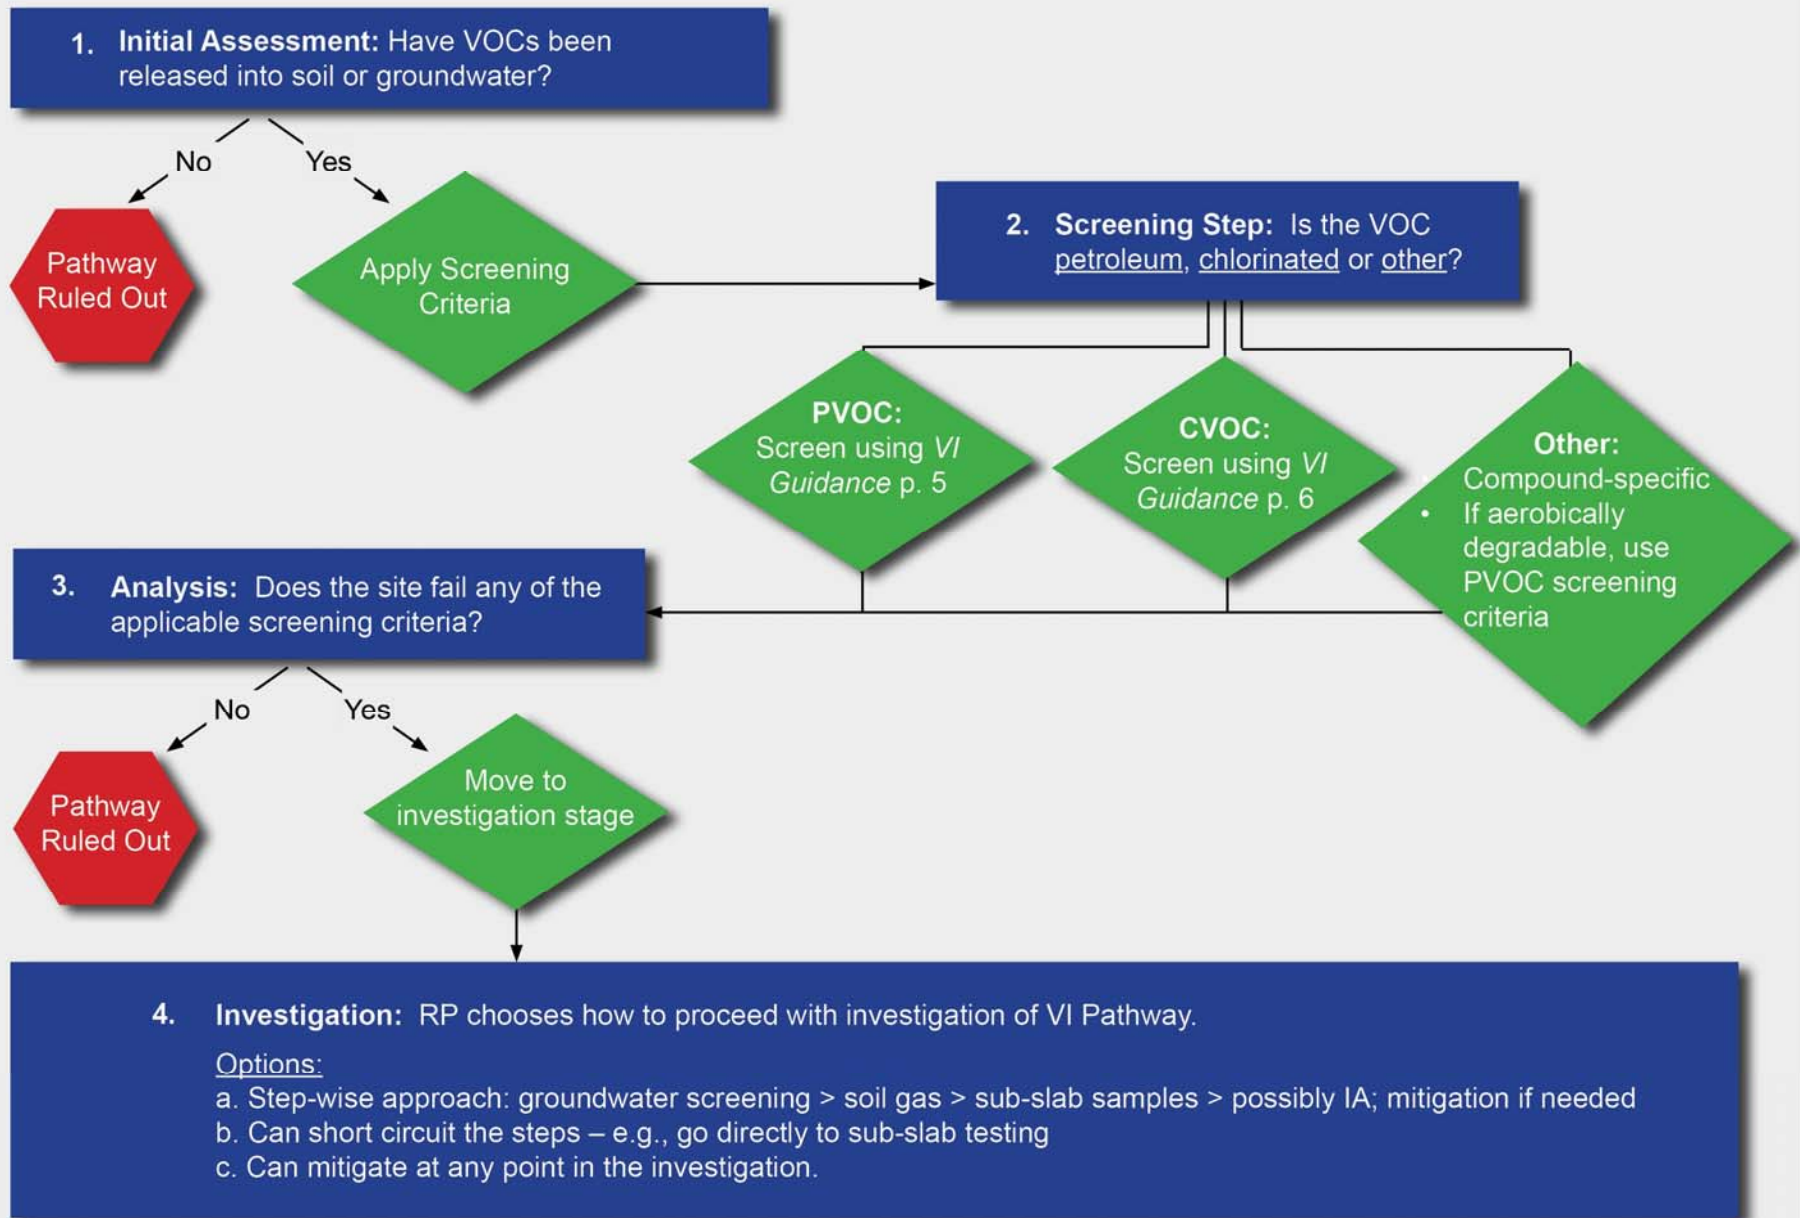 1. Initial Assessment: Have VOCs been
released into soil or groundwater?
No
Yes
Pathway
Ruled Out
Apply Screening
Criteria
2. Screening Step: Is the VOC
petroleum, chlorinated or other?
PVOC:
Screen using VI
Guidance p. 5
CVOC:
Screen using VI
Guidance p. 6
Other:
• Compound-specific
• If aerobically
degradable, use
PVOC screening
criteria
3. Analysis: Does the site fail any of the
applicable screening criteria?
No
Yes
Pathway
Ruled Out
Move to
investigation stage
4. Investigation: RP chooses how to proceed with investigation of VI Pathway.
Options:
a. Step-wise approach: groundwater screening > soil gas > sub-slab samples > possibly IA; mitigation if needed
b. Can short circuit the steps – e.g., go directly to sub-slab testing
c. Can mitigate at any point in the investigation.